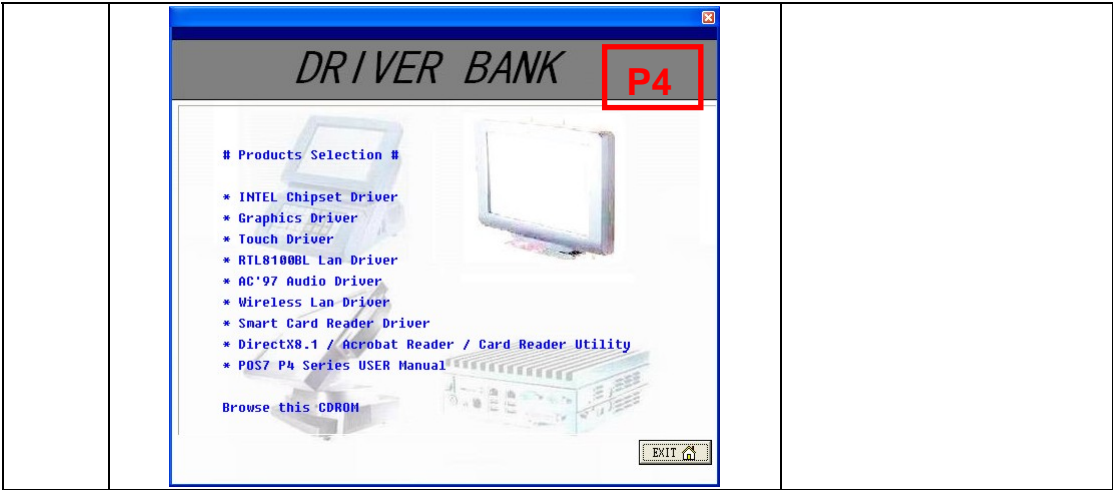 DRIVER BANK
P4
# Products Selection #
* INTEL Chipset Driver
* Graphics Driver
* Touch Driver
* RTL8100BL Lan Driver
* AC'97 Audio Driver
* Wireless Lan Driver
* Smart Card Reader Driver
* DirectX8.1 / Acrobat Reader / Card Reader Utility
* POS7 P4 Series USER Manual
Browse this CDROM
EXIT